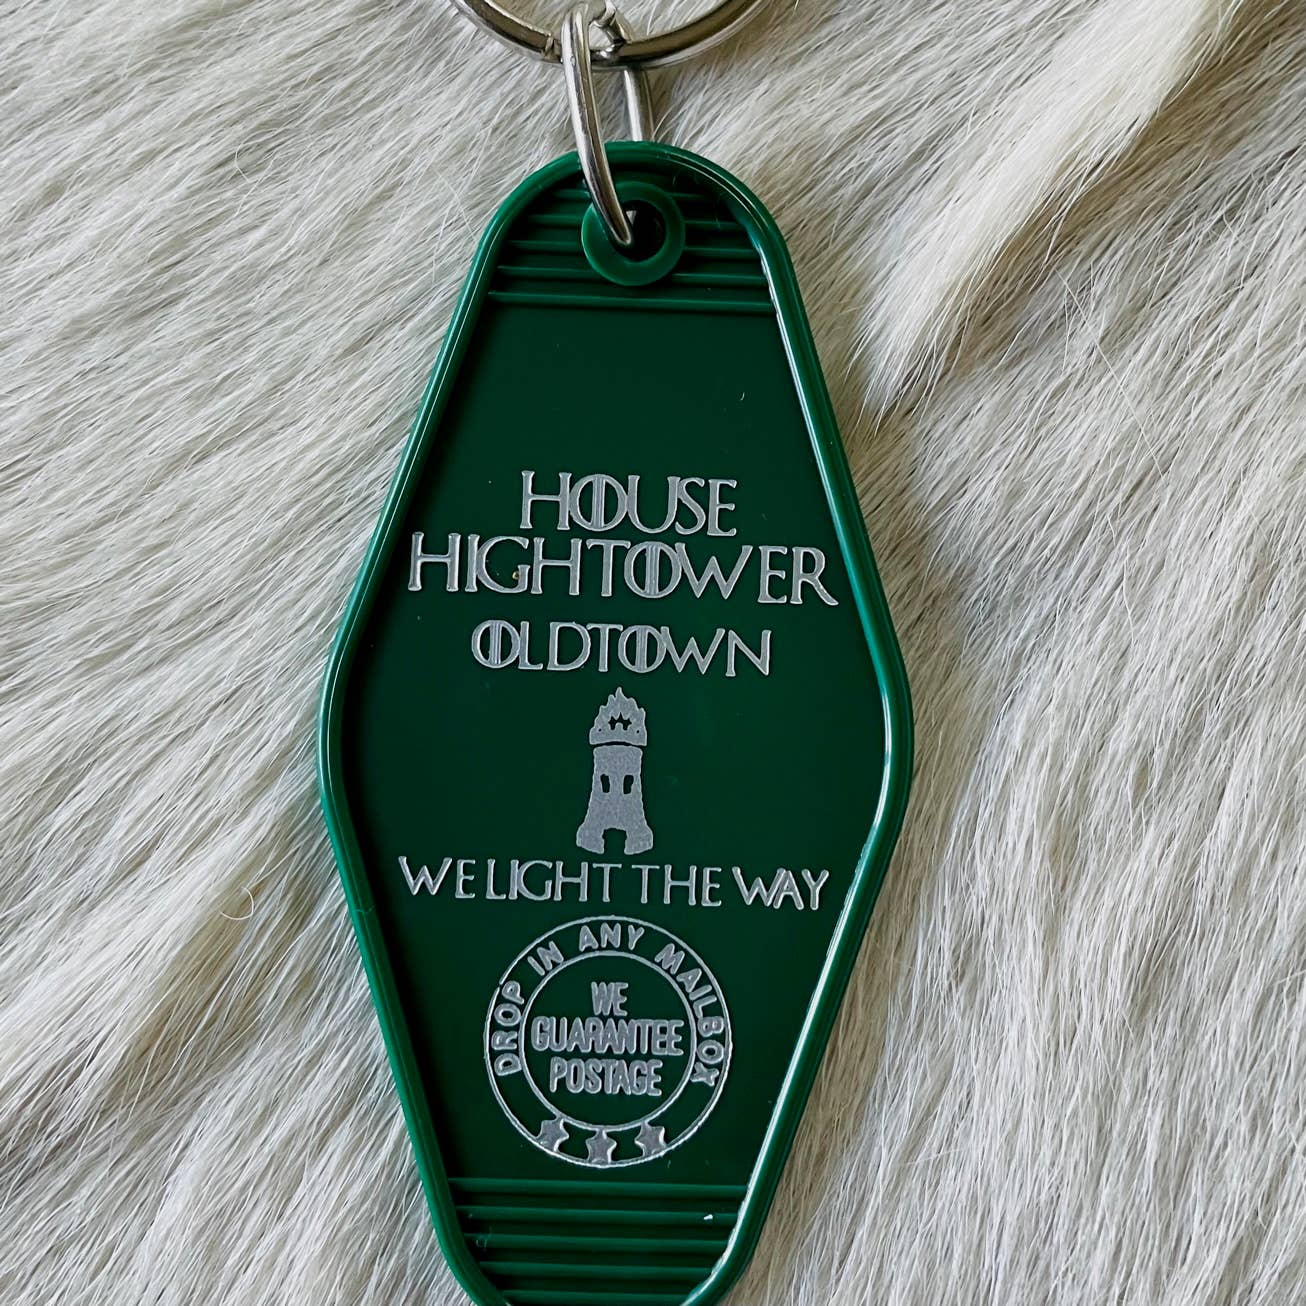 HOUSE
HIGHTOWER
OLDTOWN
WE LIGHT THE WAY
DROP IN ANY MAILBOX
WE
GUARANTEE
POSTAGE